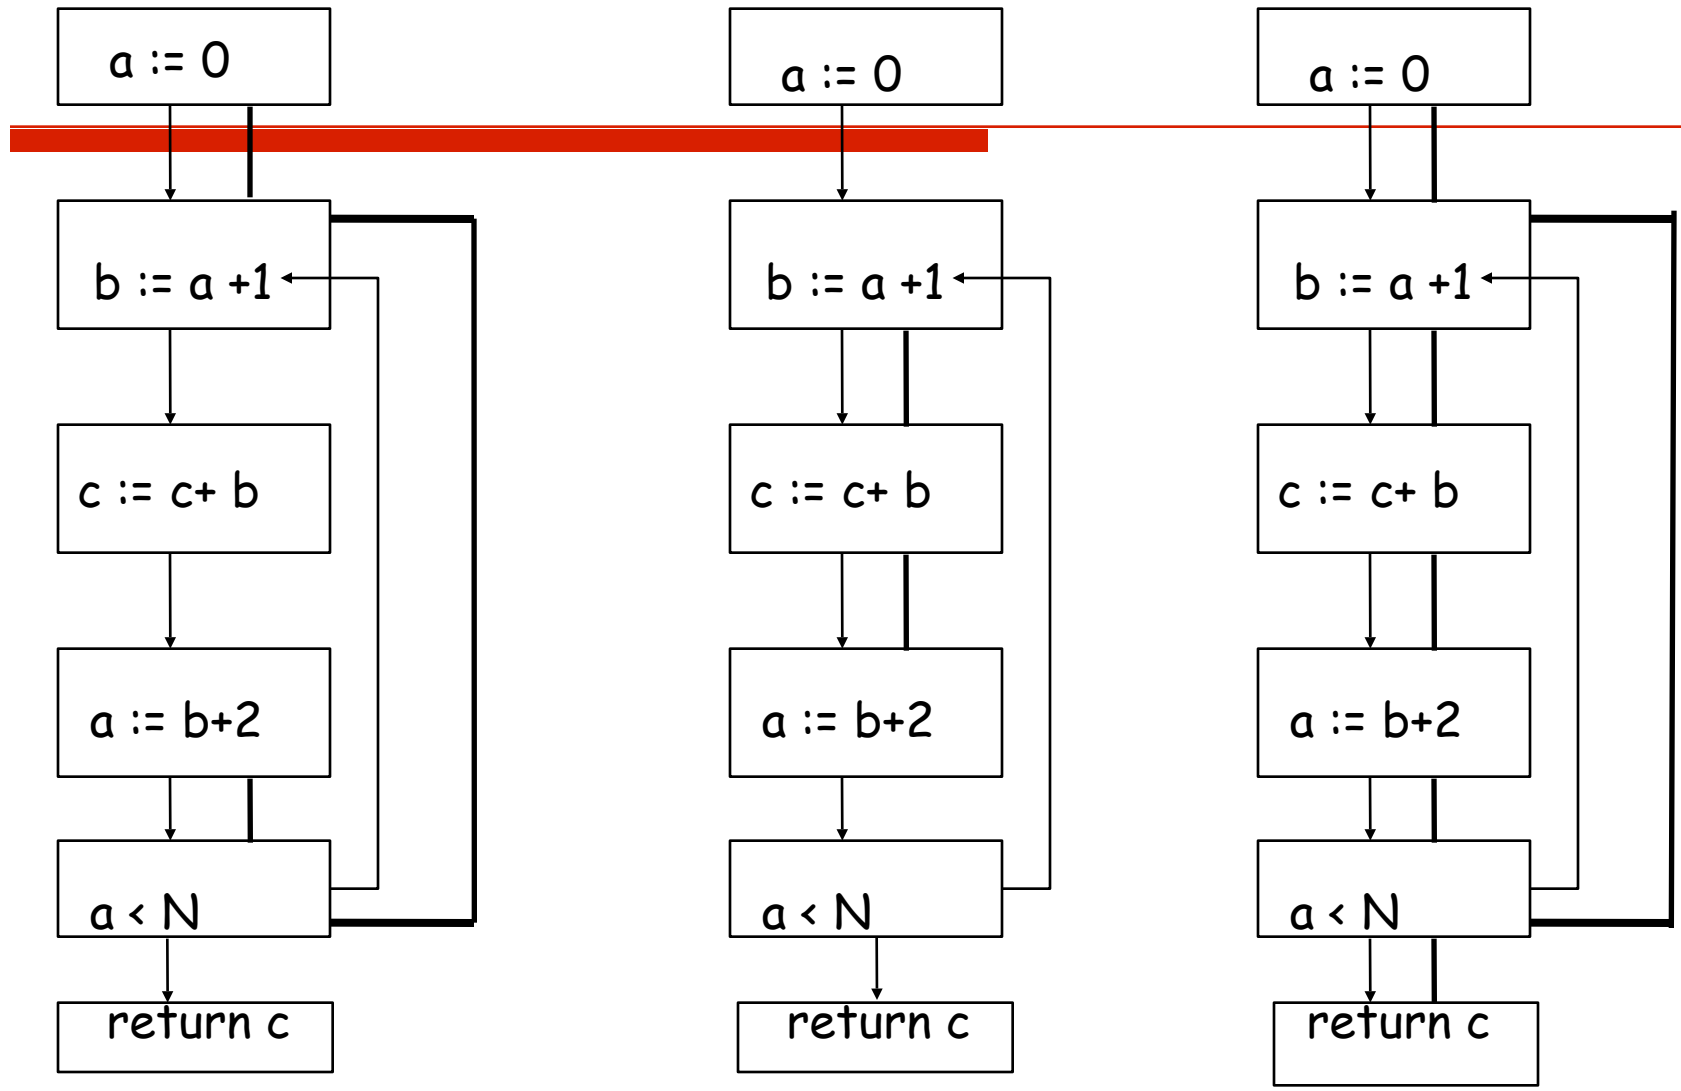 a := 0
b := a +1
c := c+ b
a := b+2
a < N
return c
a := 0
b := a +1
c := c+ b
a := b+2
a < N
return c
a := 0
b := a +1
c := c+ b
a := b+2
a < N
return c